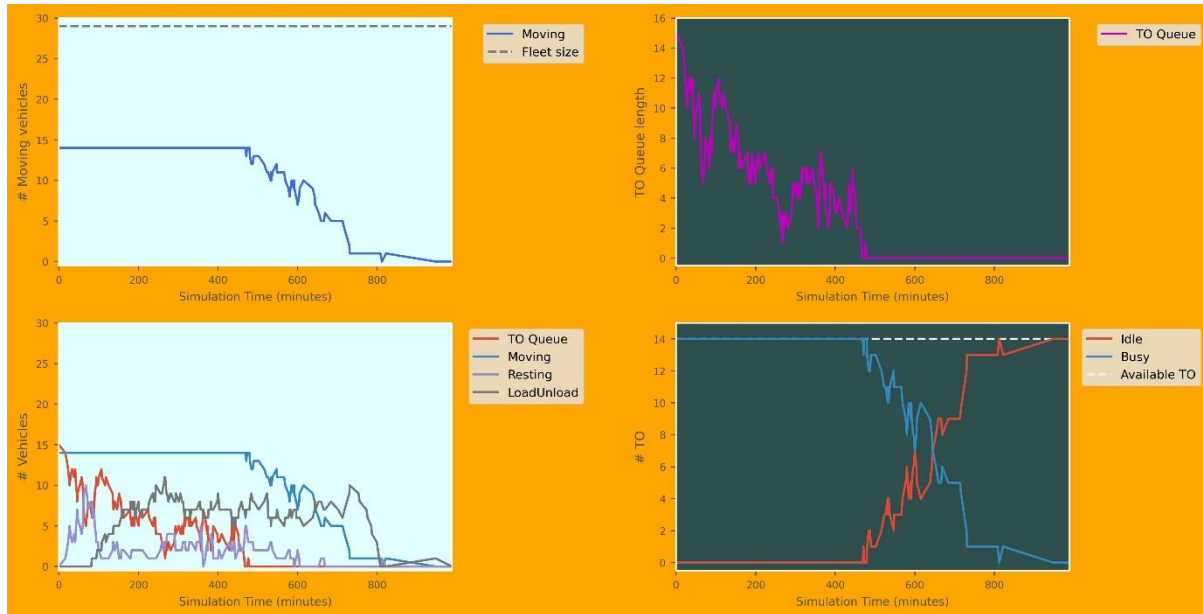 30
25
20
15
10
5
0
# Moving vehicles
0 200 400 600 800
Simulation Time (minutes)
Moving
Fleet size
16
14
12
10
8
6
4
2
0
TO Queue length
0 200 400 600 800
Simulation Time (minutes)
TO Queue
30
25
20
15
10
5
0
# Vehicles
0 200 400 600 800
Simulation Time (minutes)
TO Queue
Moving
Resting
LoadUnload
14
12
10
8
6
4
2
0
# TO
0 200 400 600 800
Simulation Time (minutes)
Idle
Busy
Available TO